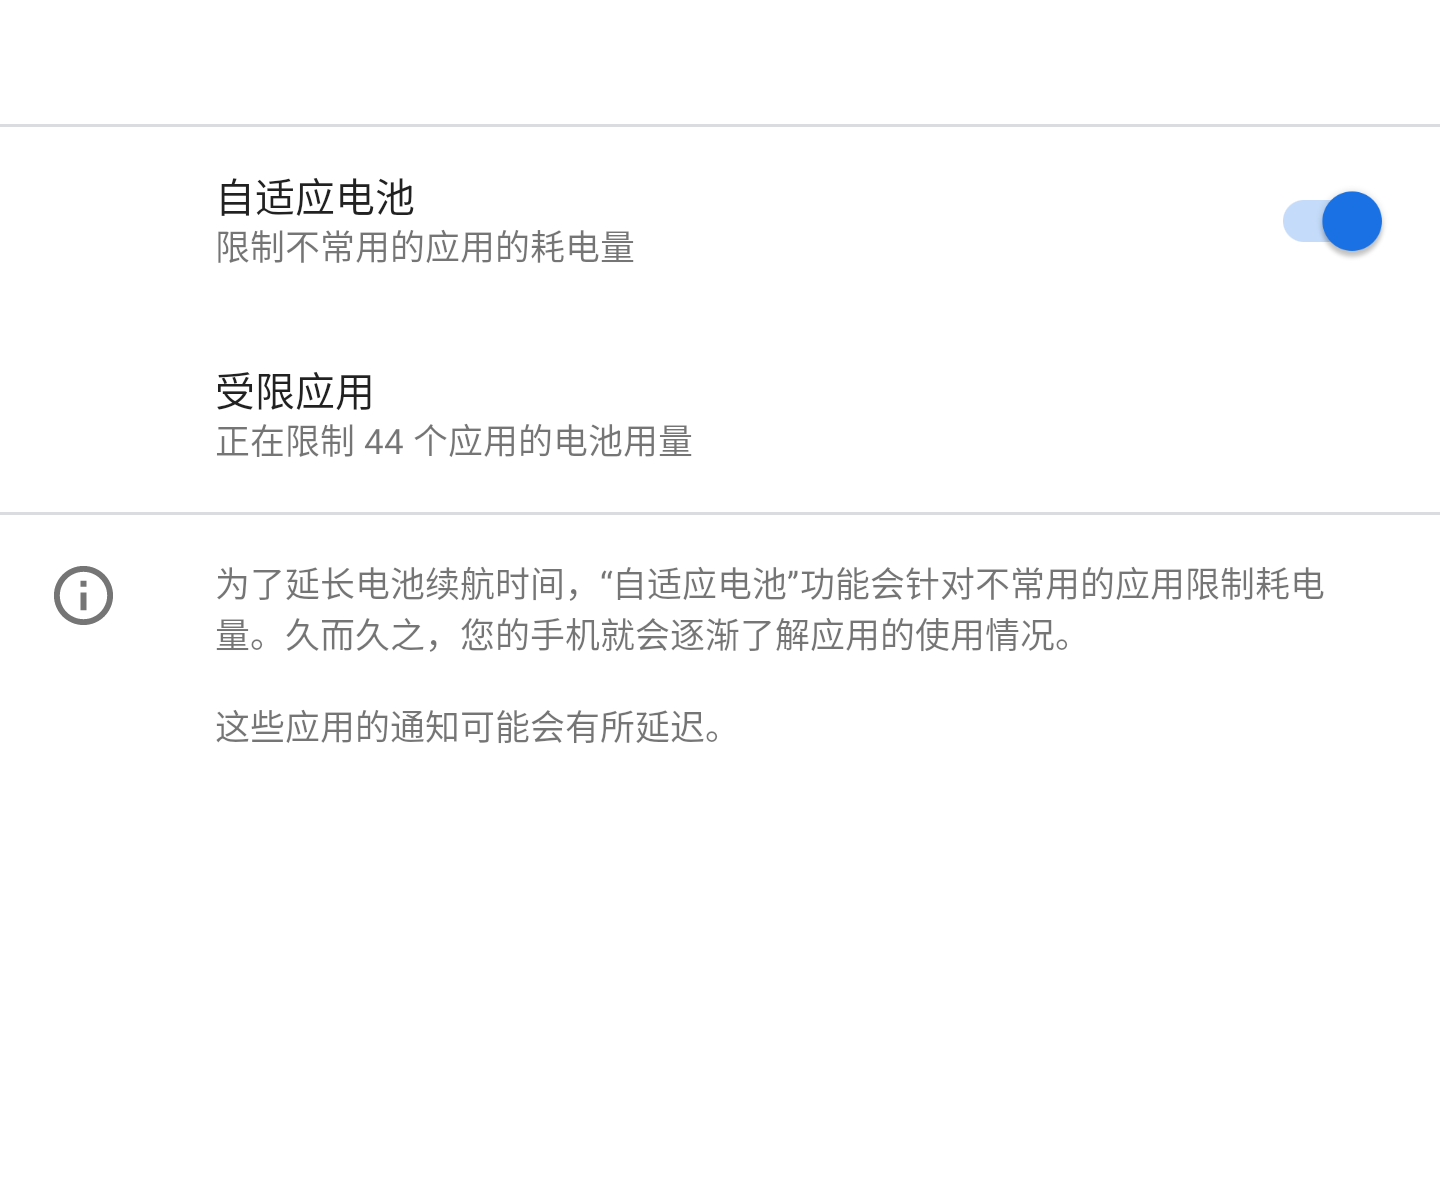 自适应电池
限制不常用的应用的耗电量
受限应用
正在限制 44 个应用的电池用量
为了延长电池续航时间，“自适应电池”功能会针对不常用的应用限制耗电
量。久而久之，您的手机就会逐渐了解应用的使用情况。
这些应用的通知可能会有所延迟。